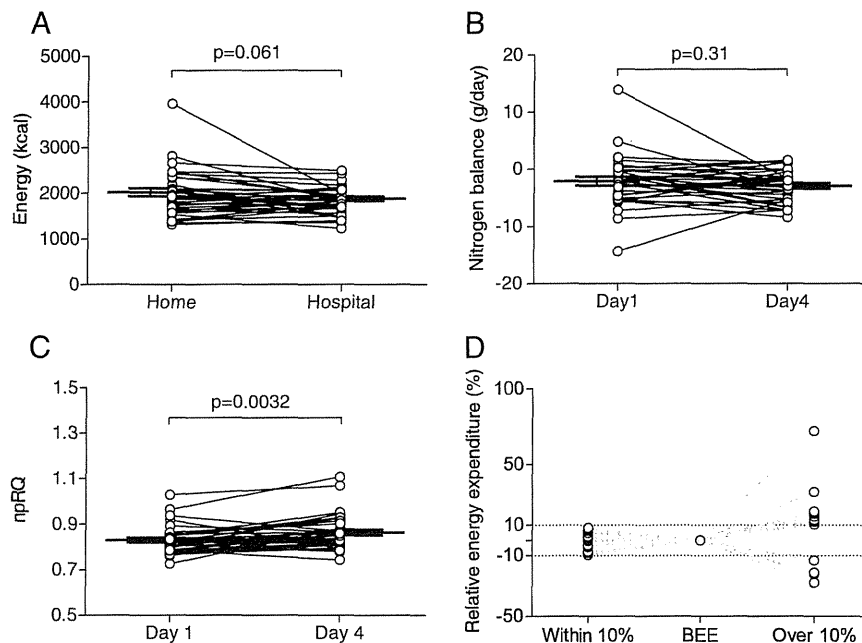 A
p=0.061
Energy (kcal)
5000
4000
3000
2000
1000
0
Home
Hospital
B
p=0.31
Nitrogen balance (g/day)
20
10
0
-10
-20
Day1
Day4
C
p=0.0032
npRQ
1.5
1.3
1.1
0.9
0.7
0.5
Day 1
Day 4
D
Relative energy expenditure (%)
100
50
10
-10
-50
Within 10%
BEE
Over 10%